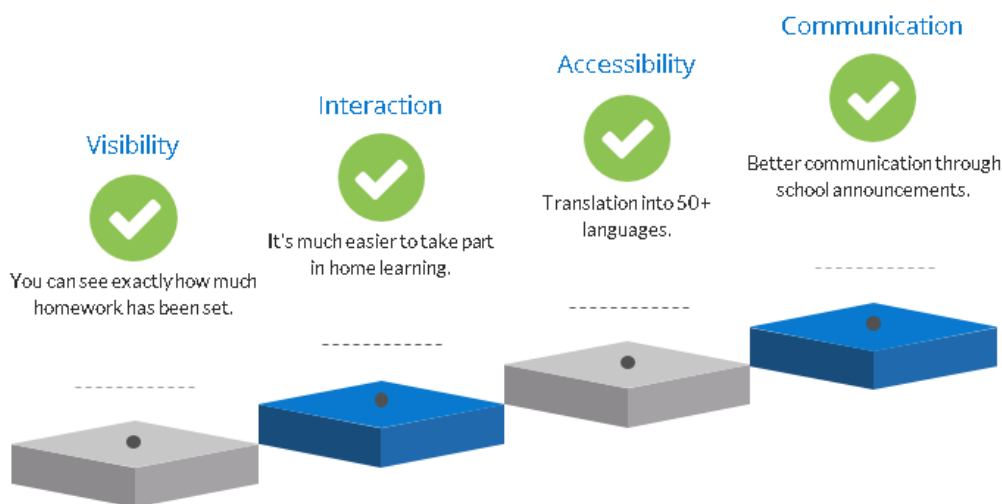 Visibility
You can see exactly how much
homework has been set.
Interaction
It's much easier to take part
in home learning.
Accessibility
Translation into 50+
languages.
Communication
Better communication through
school announcements.